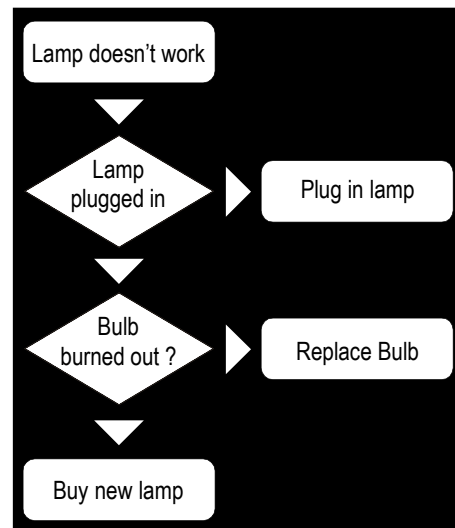 Lamp doesn't work
Lamp
plugged in
Plug in lamp
Bulb
burned out ?
Replace Bulb
Buy new lamp